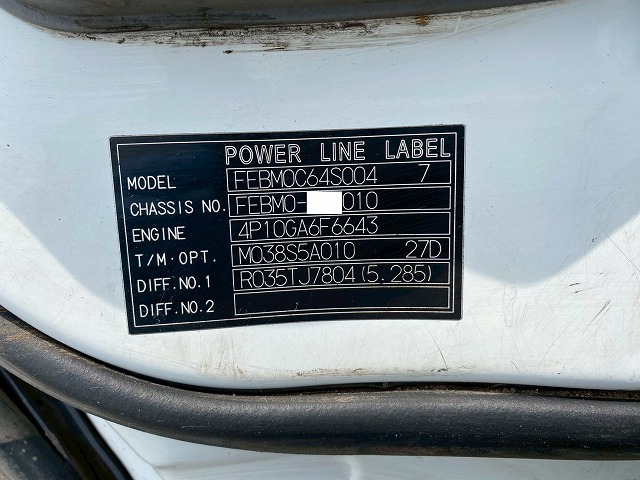 POWER LINE LABEL
MODEL FEBM0C64S004 7
CHASSIS NO. FEBM0- 010
ENGINE 4P10GA6F6643
T/M·OPT. M038S5A010 27D
DIFF.NO.1 R035TJ7804(5.285)
DIFF.NO.2